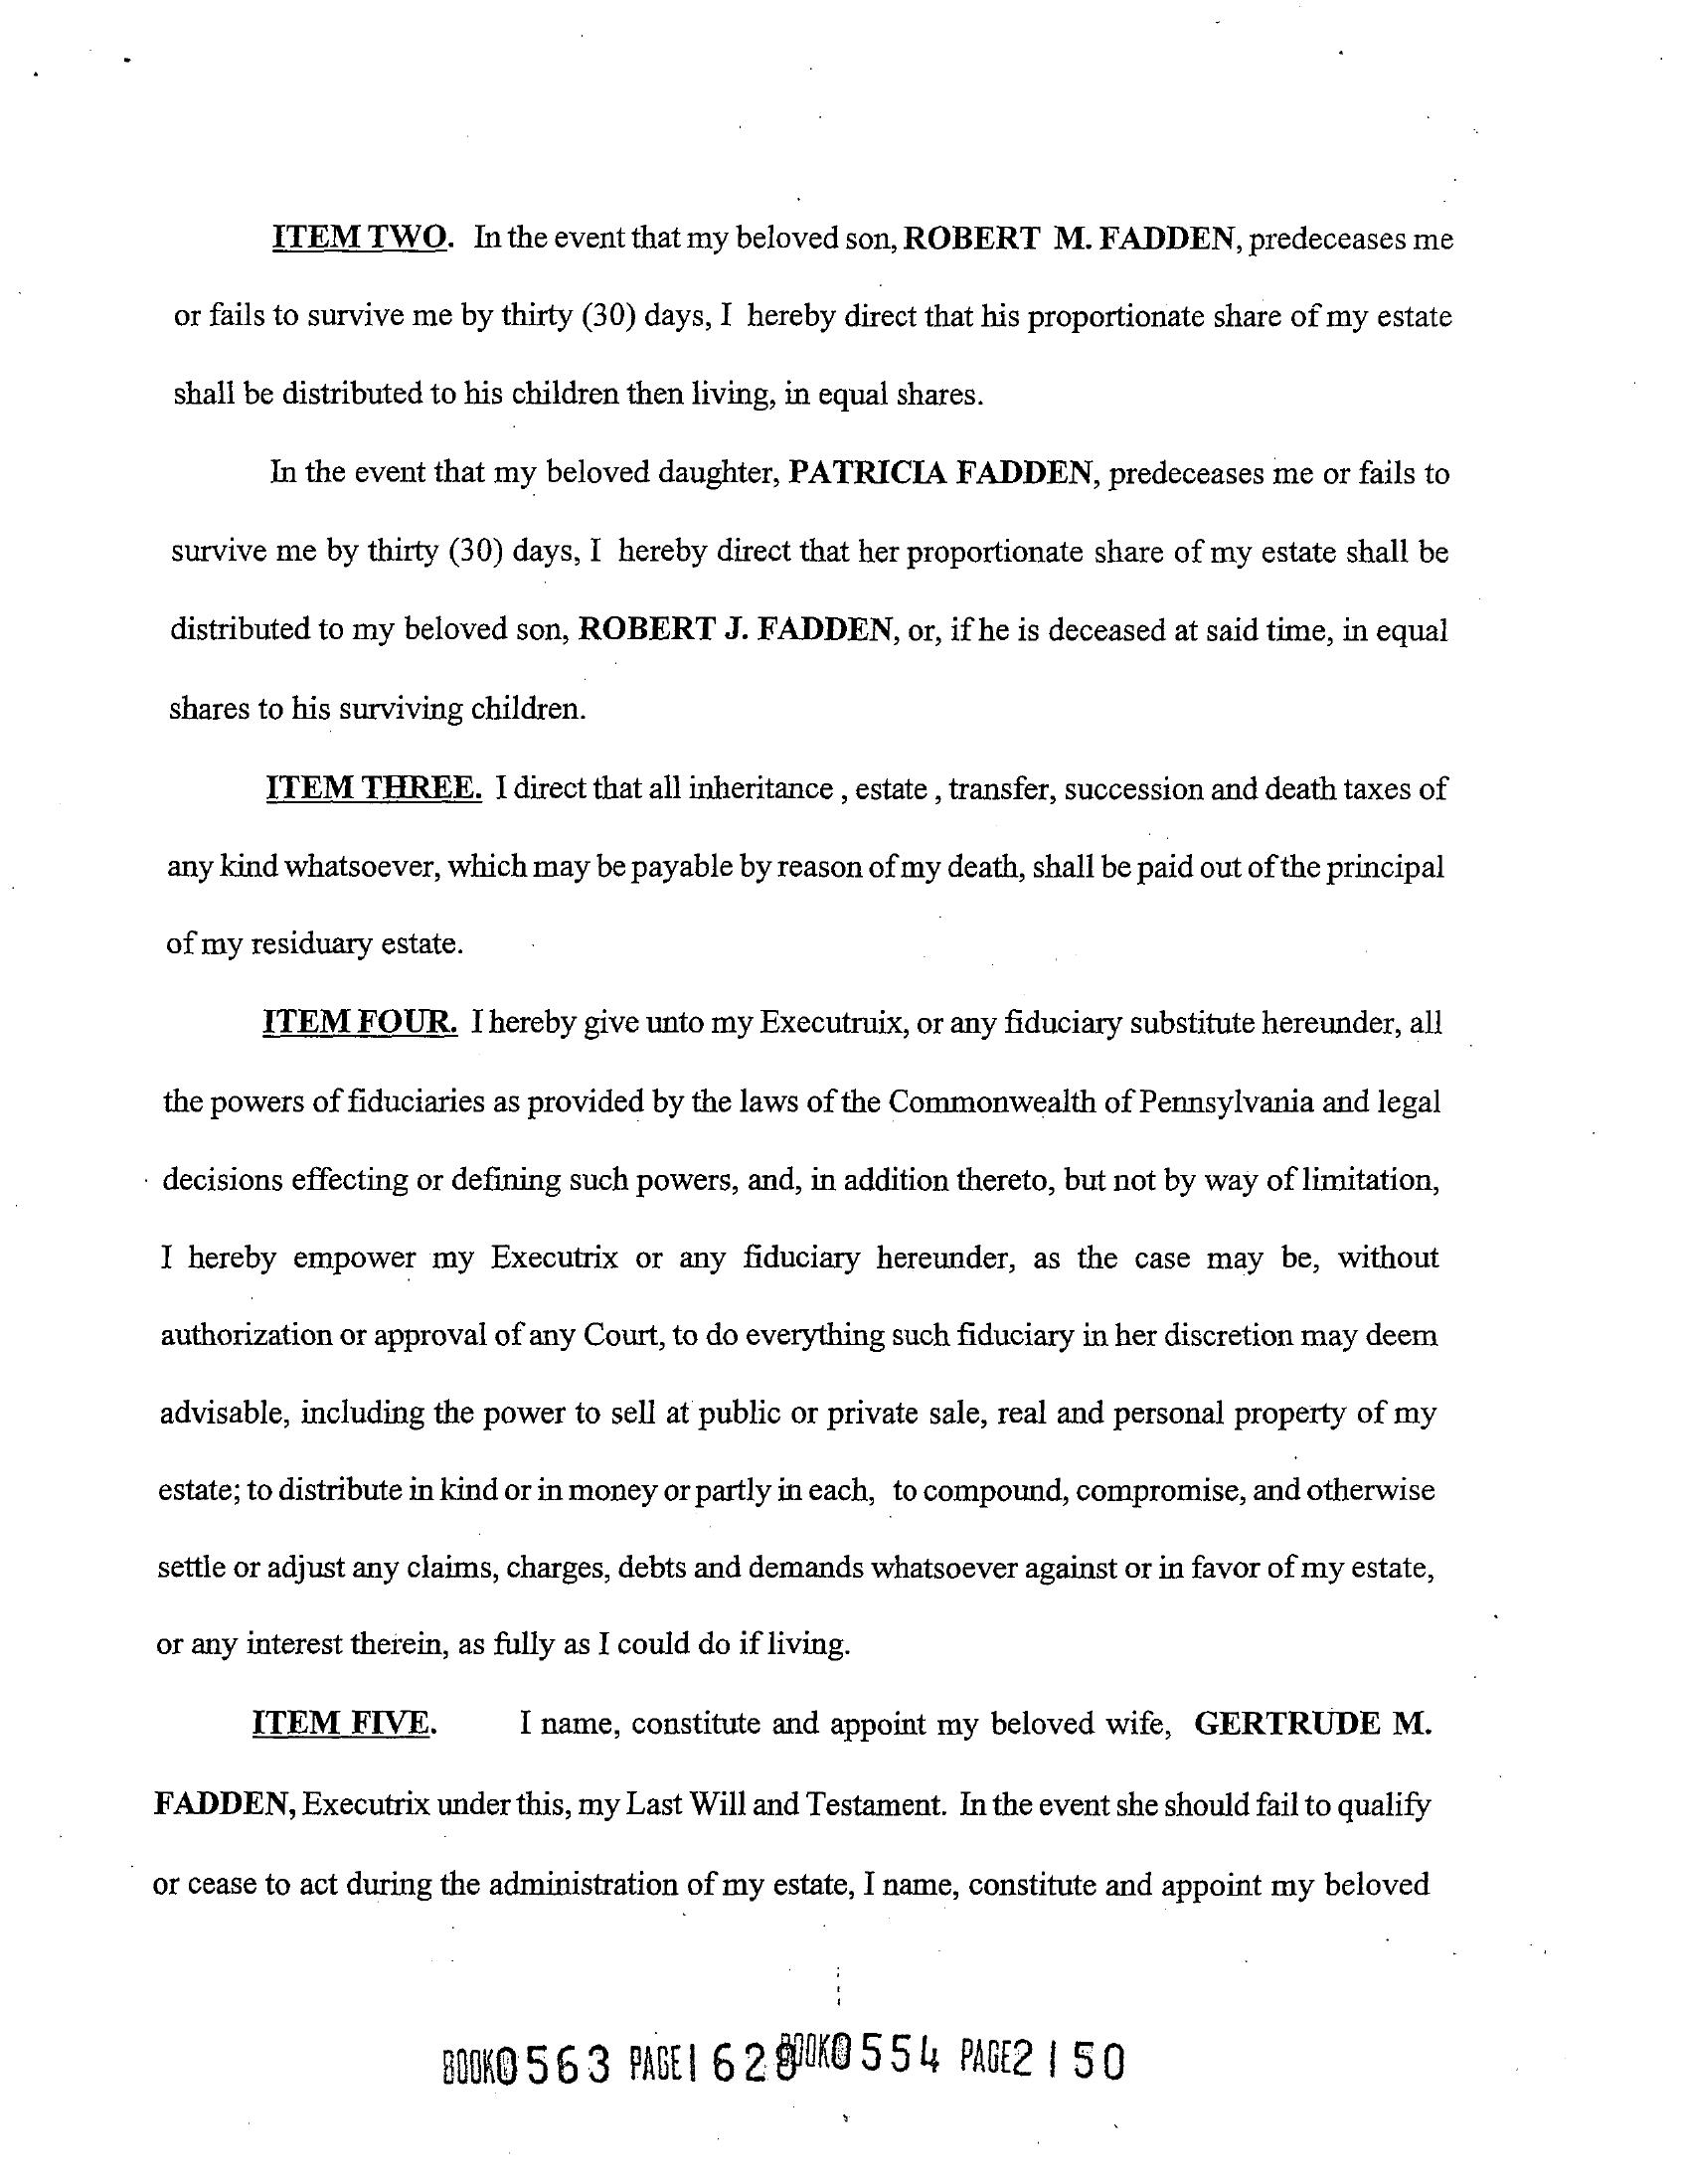 ITEM TWO. In the event that my beloved son, ROBERT M. FADDEN, predeceases me
or fails to survive me by thirty (30) days, I hereby direct that his proportionate share of my estate
shall be distributed to his children then living, in equal shares.
In the event that my beloved daughter, PATRICIA FADDEN, predeceases me or fails to
survive me by thirty (30) days, I hereby direct that her proportionate share of my estate shall be
distributed to my beloved son, ROBERT J. FADDEN, or, if he is deceased at said time, in equal
shares to his surviving children.
ITEM THREE. I direct that all inheritance , estate , transfer, succession and death taxes of
any kind whatsoever, which may be payable by reason of my death, shall be paid out of the principal
of my residuary estate.
ITEM FOUR. I hereby give unto my Executruix, or any fiduciary substitute hereunder, all
the powers of fiduciaries as provided by the laws of the Commonwealth of Pennsylvania and legal
decisions effecting or defining such powers, and, in addition thereto, but not by way of limitation,
I hereby empower my Executrix or any fiduciary hereunder, as the case may be, without
authorization or approval of any Court, to do everything such fiduciary in her discretion may deem
advisable, including the power to sell at public or private sale, real and personal property of my
estate; to distribute in kind or in money or partly in each, to compound, compromise, and otherwise
settle or adjust any claims, charges, debts and demands whatsoever against or in favor of my estate,
or any interest therein, as fully as I could do if living.
ITEM FIVE. I name, constitute and appoint my beloved wife, GERTRUDE M.
FADDEN, Executrix under this, my Last Will and Testament. In the event she should fail to qualify
or cease to act during the administration of my estate, I name, constitute and appoint my beloved
BOOK0563 PAGE BOOK0554 PAGE2150